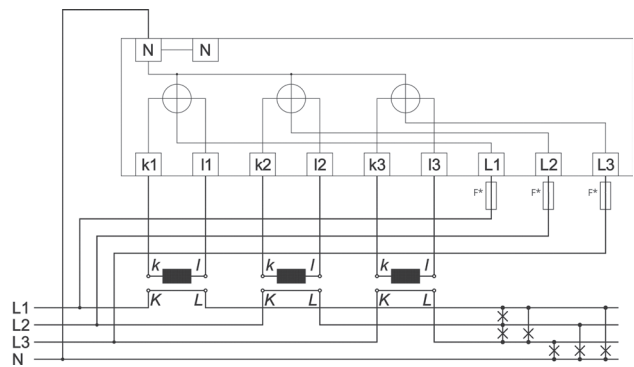 N N
k1 l1 k2 l2 k3 l3 L1 L2 L3
F* F* F*
k l k l k l
K L K L K L
L1
L2
L3
N